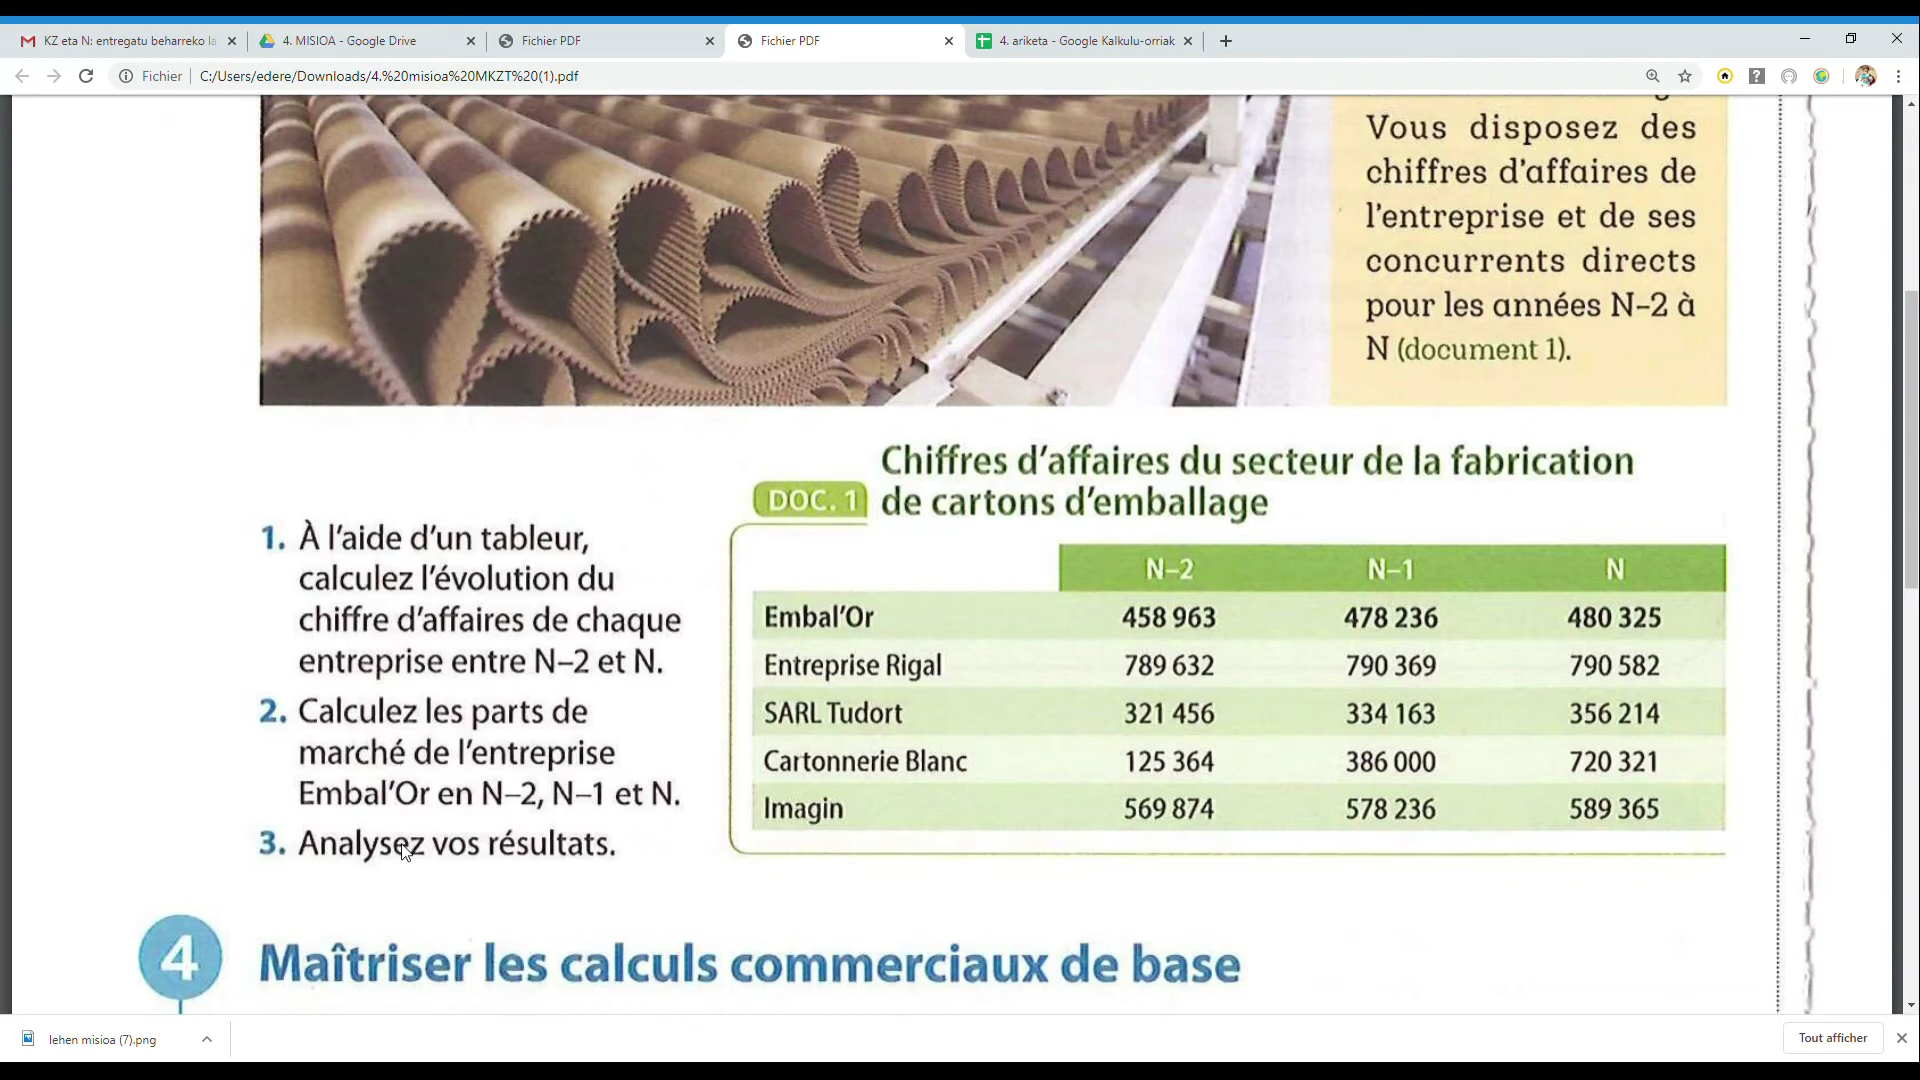 KZ eta N: entregatu beharreko la
4. MISIOA - Google Drive
Fichier PDF
Fichier PDF
4. ariketa - Google Kalkulu-orriak
Fichier
C:/Users/edere/Downloads/4.%20misioa%20MKZT%20(1).pdf
Vous disposez des
chiffres d'affaires de
l'entreprise et de ses
concurrents directs
pour les années N–2 à
N (document 1).
1. À l'aide d'un tableur,
calculez l'évolution du
chiffre d'affaires de chaque
entreprise entre N–2 et N.
2. Calculez les parts de
marché de l'entreprise
Embal'Or en N–2, N–1 et N.
3. Analysez vos résultats.
DOC. 1
Chiffres d'affaires du secteur de la fabrication
de cartons d'emballage
N–2 N–1 N
Embal'Or 458 963 478 236 480 325
Entreprise Rigal 789 632 790 369 790 582
SARL Tudort 321 456 334 163 356 214
Cartonnerie Blanc 125 364 386 000 720 321
Imagin 569 874 578 236 589 365
4 Maîtriser les calculs commerciaux de base
lehen misioa (7).png
Tout afficher